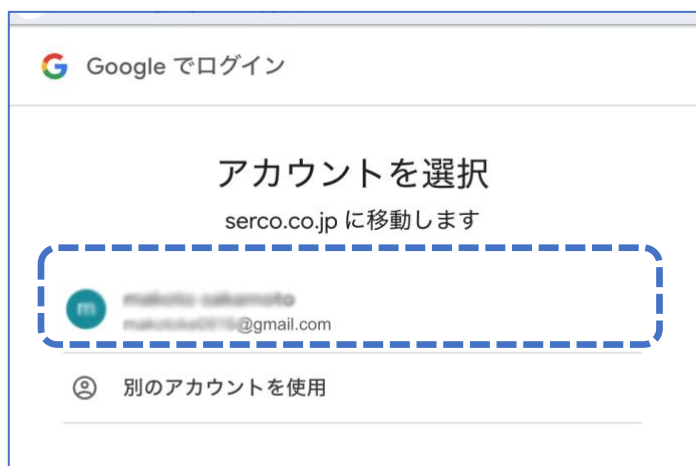 Google でログイン
アカウントを選択
serco.co.jp に移動します
m
@gmail.com
別のアカウントを使用